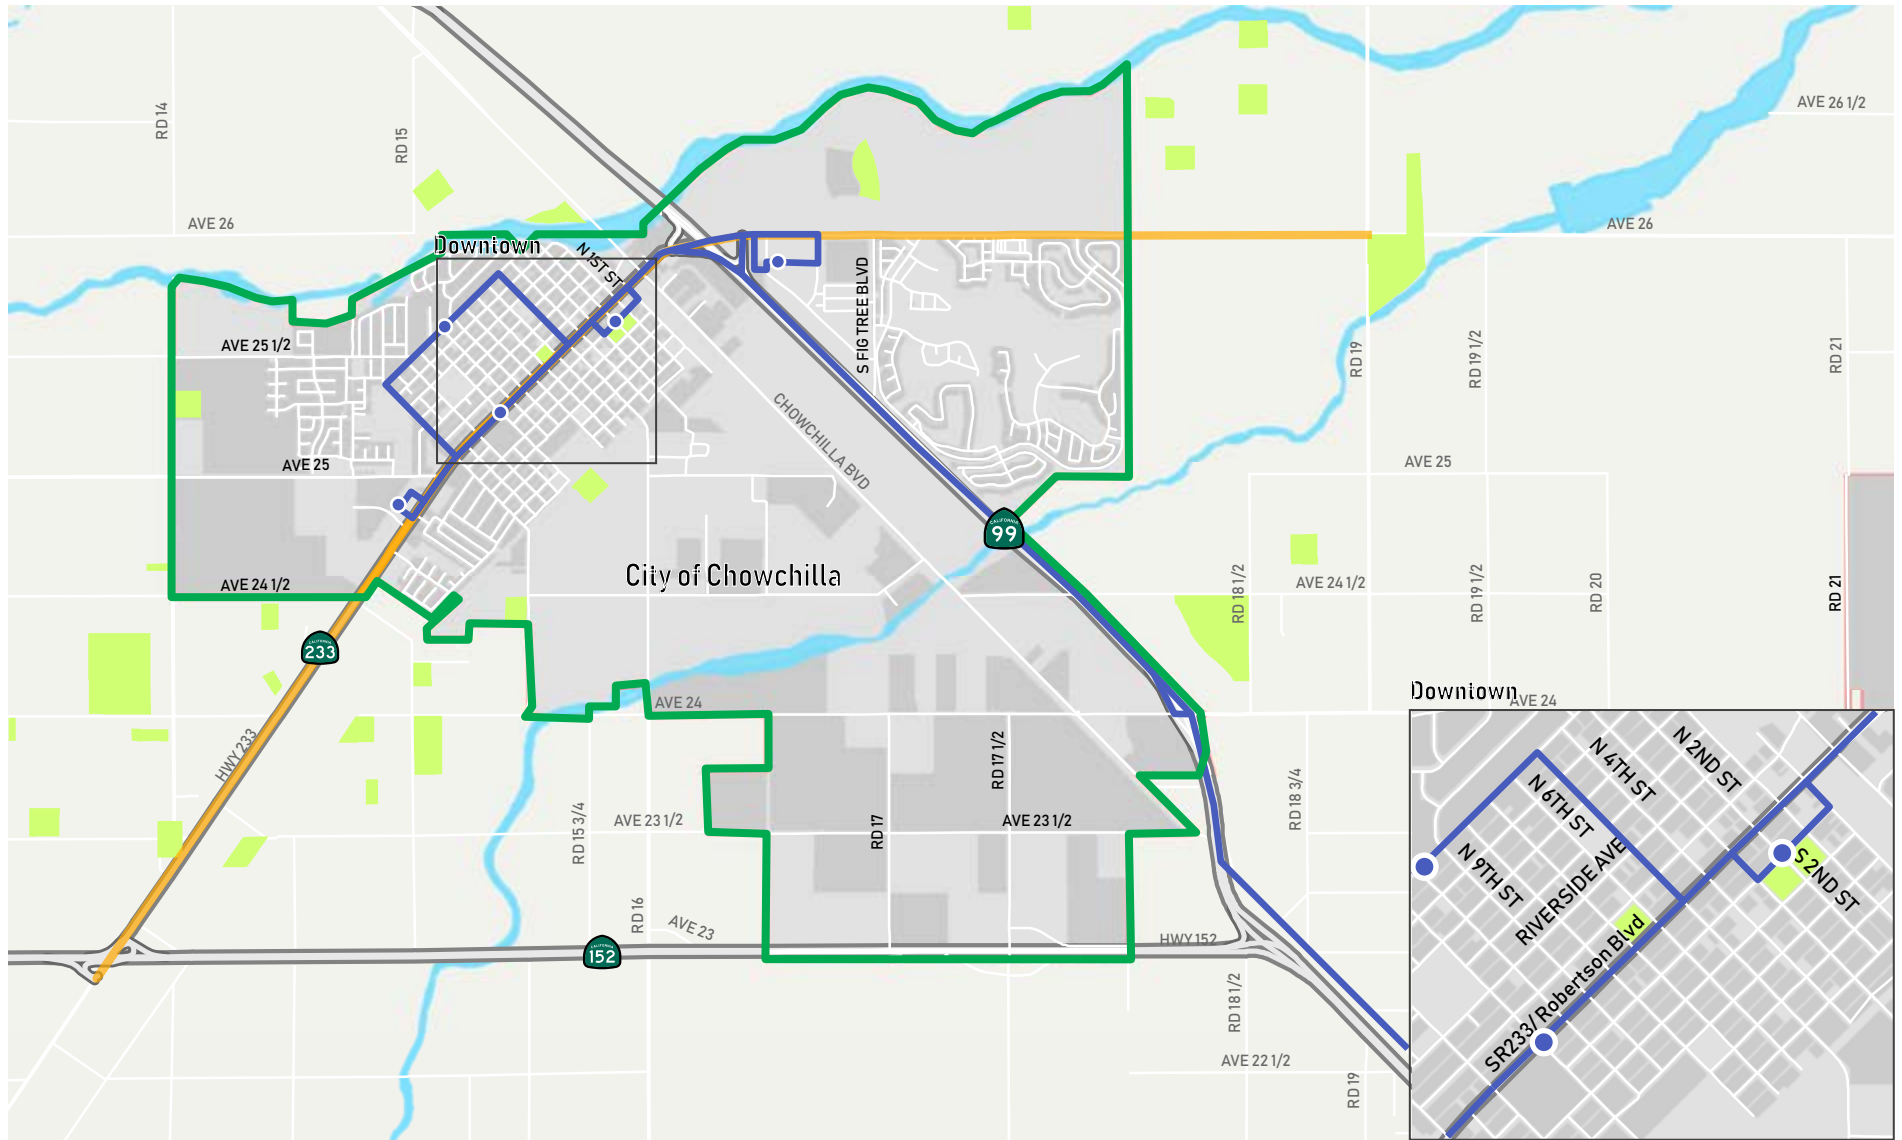 RD 14
RD 15
AVE 26 1/2
AVE 26
AVE 26
Downtown
N 1ST ST
AVE 25 1/2
S FIG TREE BLVD
RD 19
RD 19 1/2
RD 21
CHOWCHILLA BVD
AVE 25
AVE 25
CALIFORNIA
99
City of Chowchilla
AVE 24 1/2
RD 18 1/2
AVE 24 1/2
RD 19 1/2
RD 20
RD 21
CALIFORNIA
233
AVE 24
Downtown
AVE 24
HWY 233
RD 17 1/2
RD 15 3/4
AVE 23 1/2
RD 17
AVE 23 1/2
RD 18 3/4
N 2ND ST
N 4TH ST
N 6TH ST
N 9TH ST
RIVERSIDE AVE
S 2ND ST
SR233/ Robertson Blvd
RD 16
AVE 23
CALIFORNIA
152
HWY 152
RD 18 1/2
AVE 22 1/2
RD 19